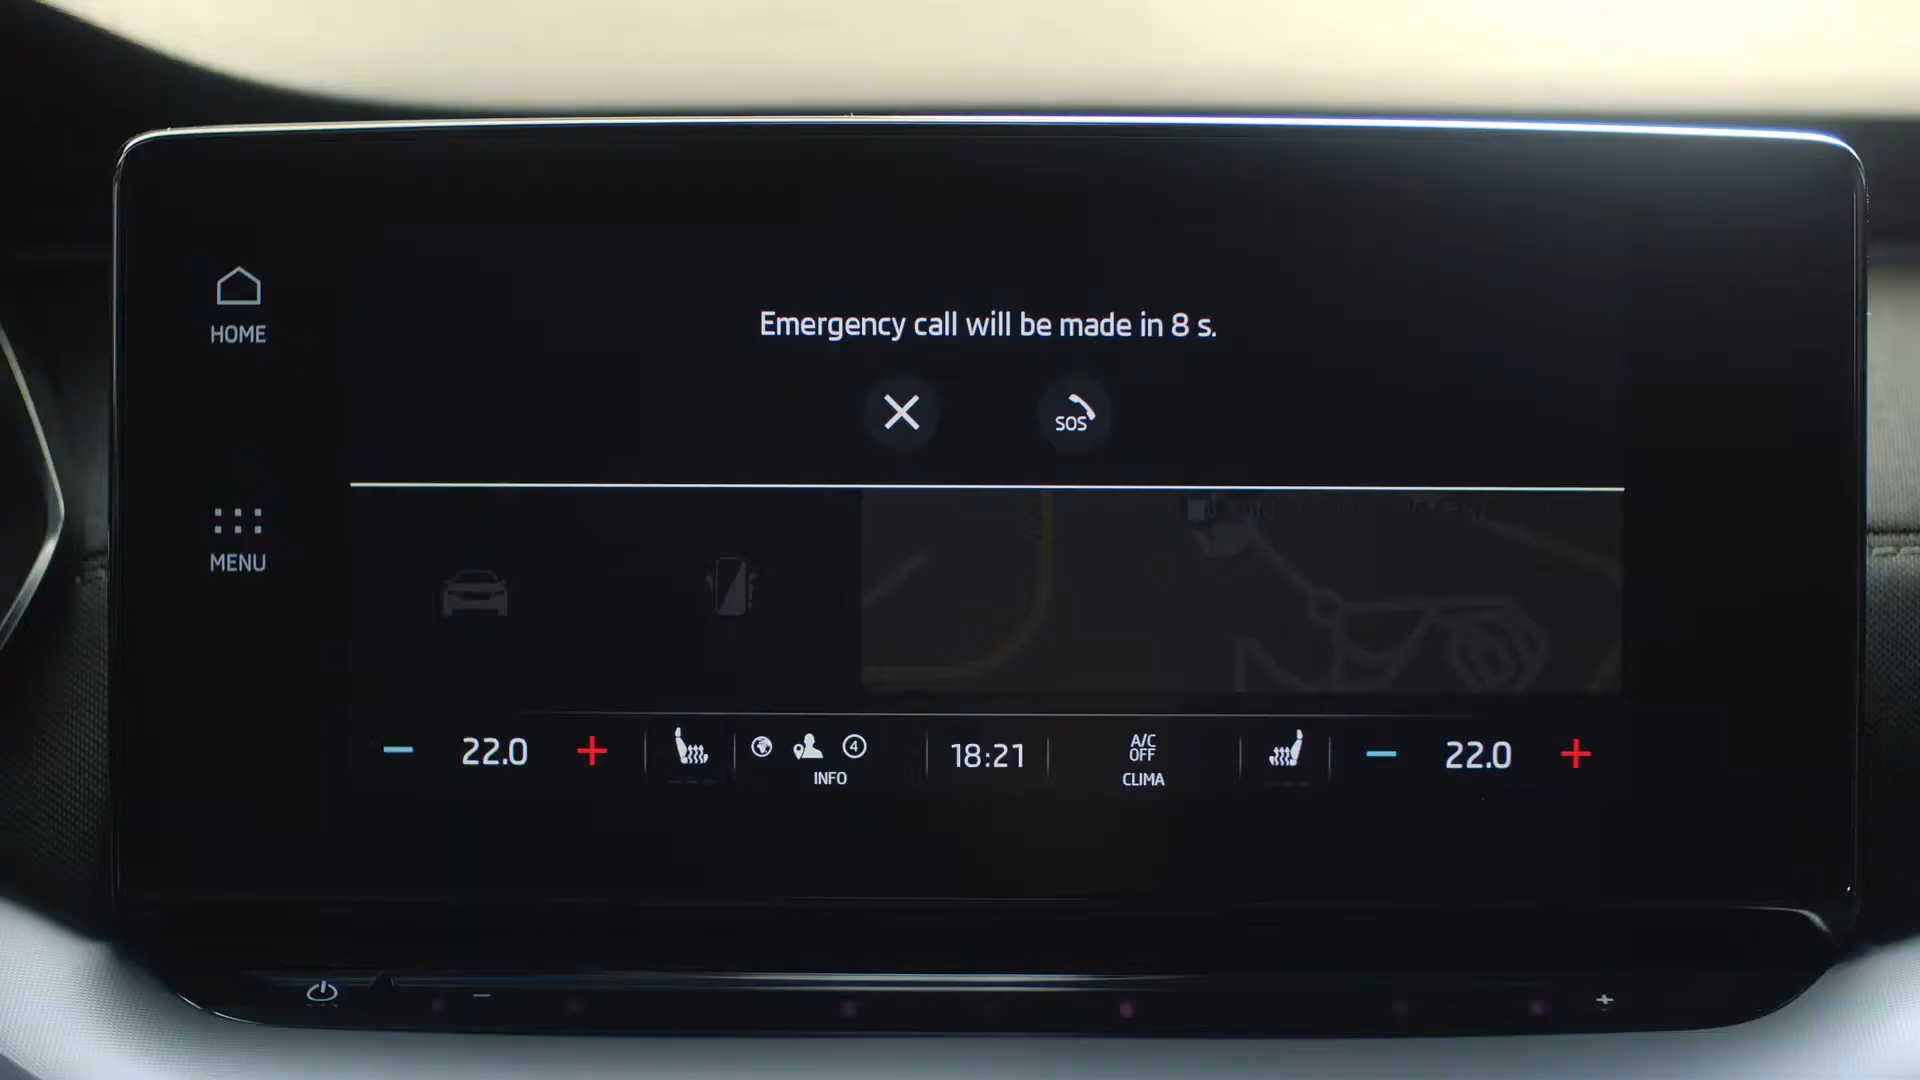 HOME
Emergency call will be made in 8 s.
SOS
MENU
22.0
4
INFO
18:21
A/C
OFF
CLIMA
22.0